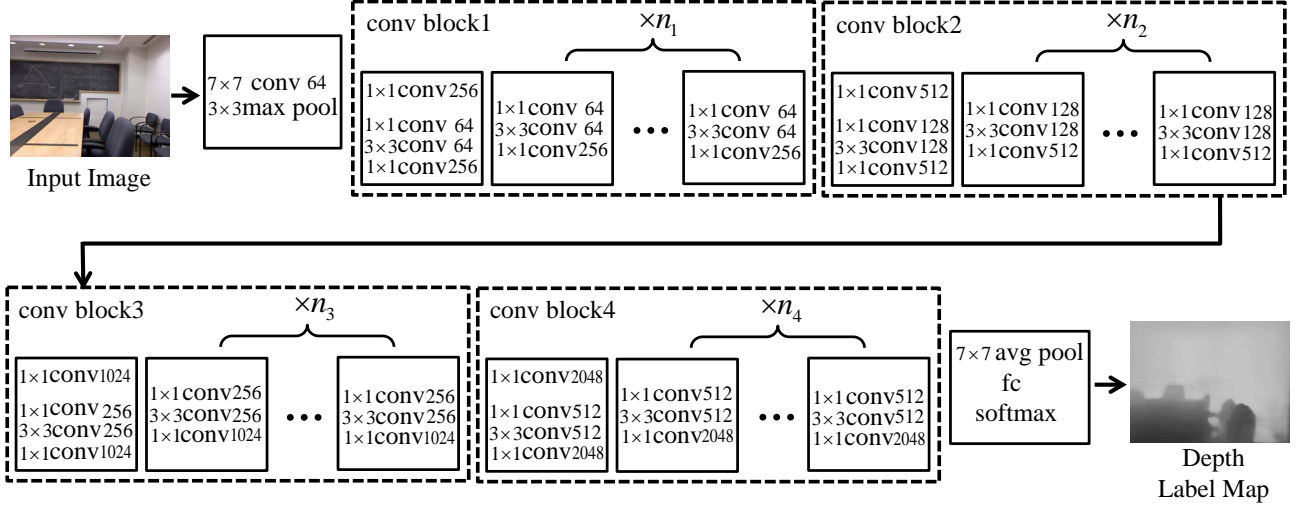 Input Image
7×7 conv 64
3×3max pool
conv block1
×n1
1×1conv256
1×1conv 64
3×3conv 64
1×1conv256
1×1conv 64
3×3conv 64
1×1conv256
•••
1×1conv 64
3×3conv 64
1×1conv256
conv block2
×n2
1×1conv512
1×1conv128
3×3conv128
1×1conv512
1×1conv128
3×3conv128
1×1conv512
•••
1×1conv128
3×3conv128
1×1conv512
conv block3
×n3
1×1conv1024
1×1conv 256
3×3conv256
1×1conv1024
1×1conv256
3×3conv256
1×1conv1024
•••
1×1conv256
3×3conv256
1×1conv1024
conv block4
×n4
1×1conv2048
1×1conv512
3×3conv512
1×1conv2048
1×1conv512
3×3conv512
1×1conv2048
•••
1×1conv512
3×3conv512
1×1conv2048
7×7 avg pool
fc
softmax
Depth
Label Map